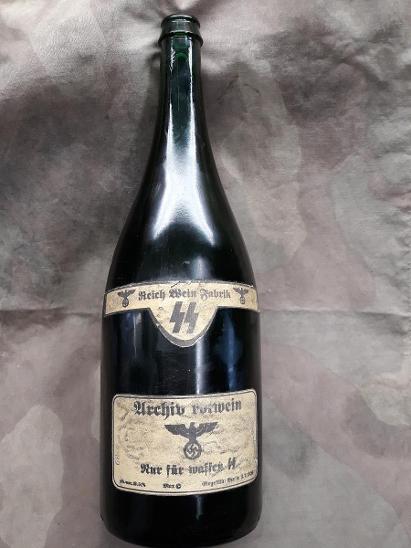 Reich Wein Fabrik
SS
Archiv rotwein
Nur für waffen SS